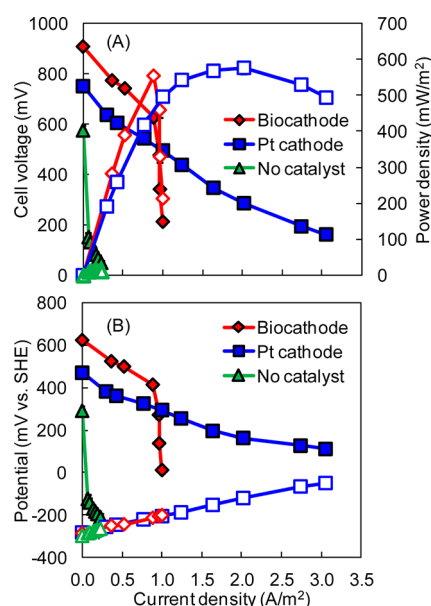 (A)
Cell voltage (mV)
1000
800
600
400
200
0
Power density (mW/m²)
700
600
500
400
300
200
100
0
Biocathode
Pt cathode
No catalyst
(B)
Potential (mV vs. SHE)
800
600
400
200
0
-200
-400
Biocathode
Pt cathode
No catalyst
0.0 0.5 1.0 1.5 2.0 2.5 3.0 3.5
Current density (A/m²)